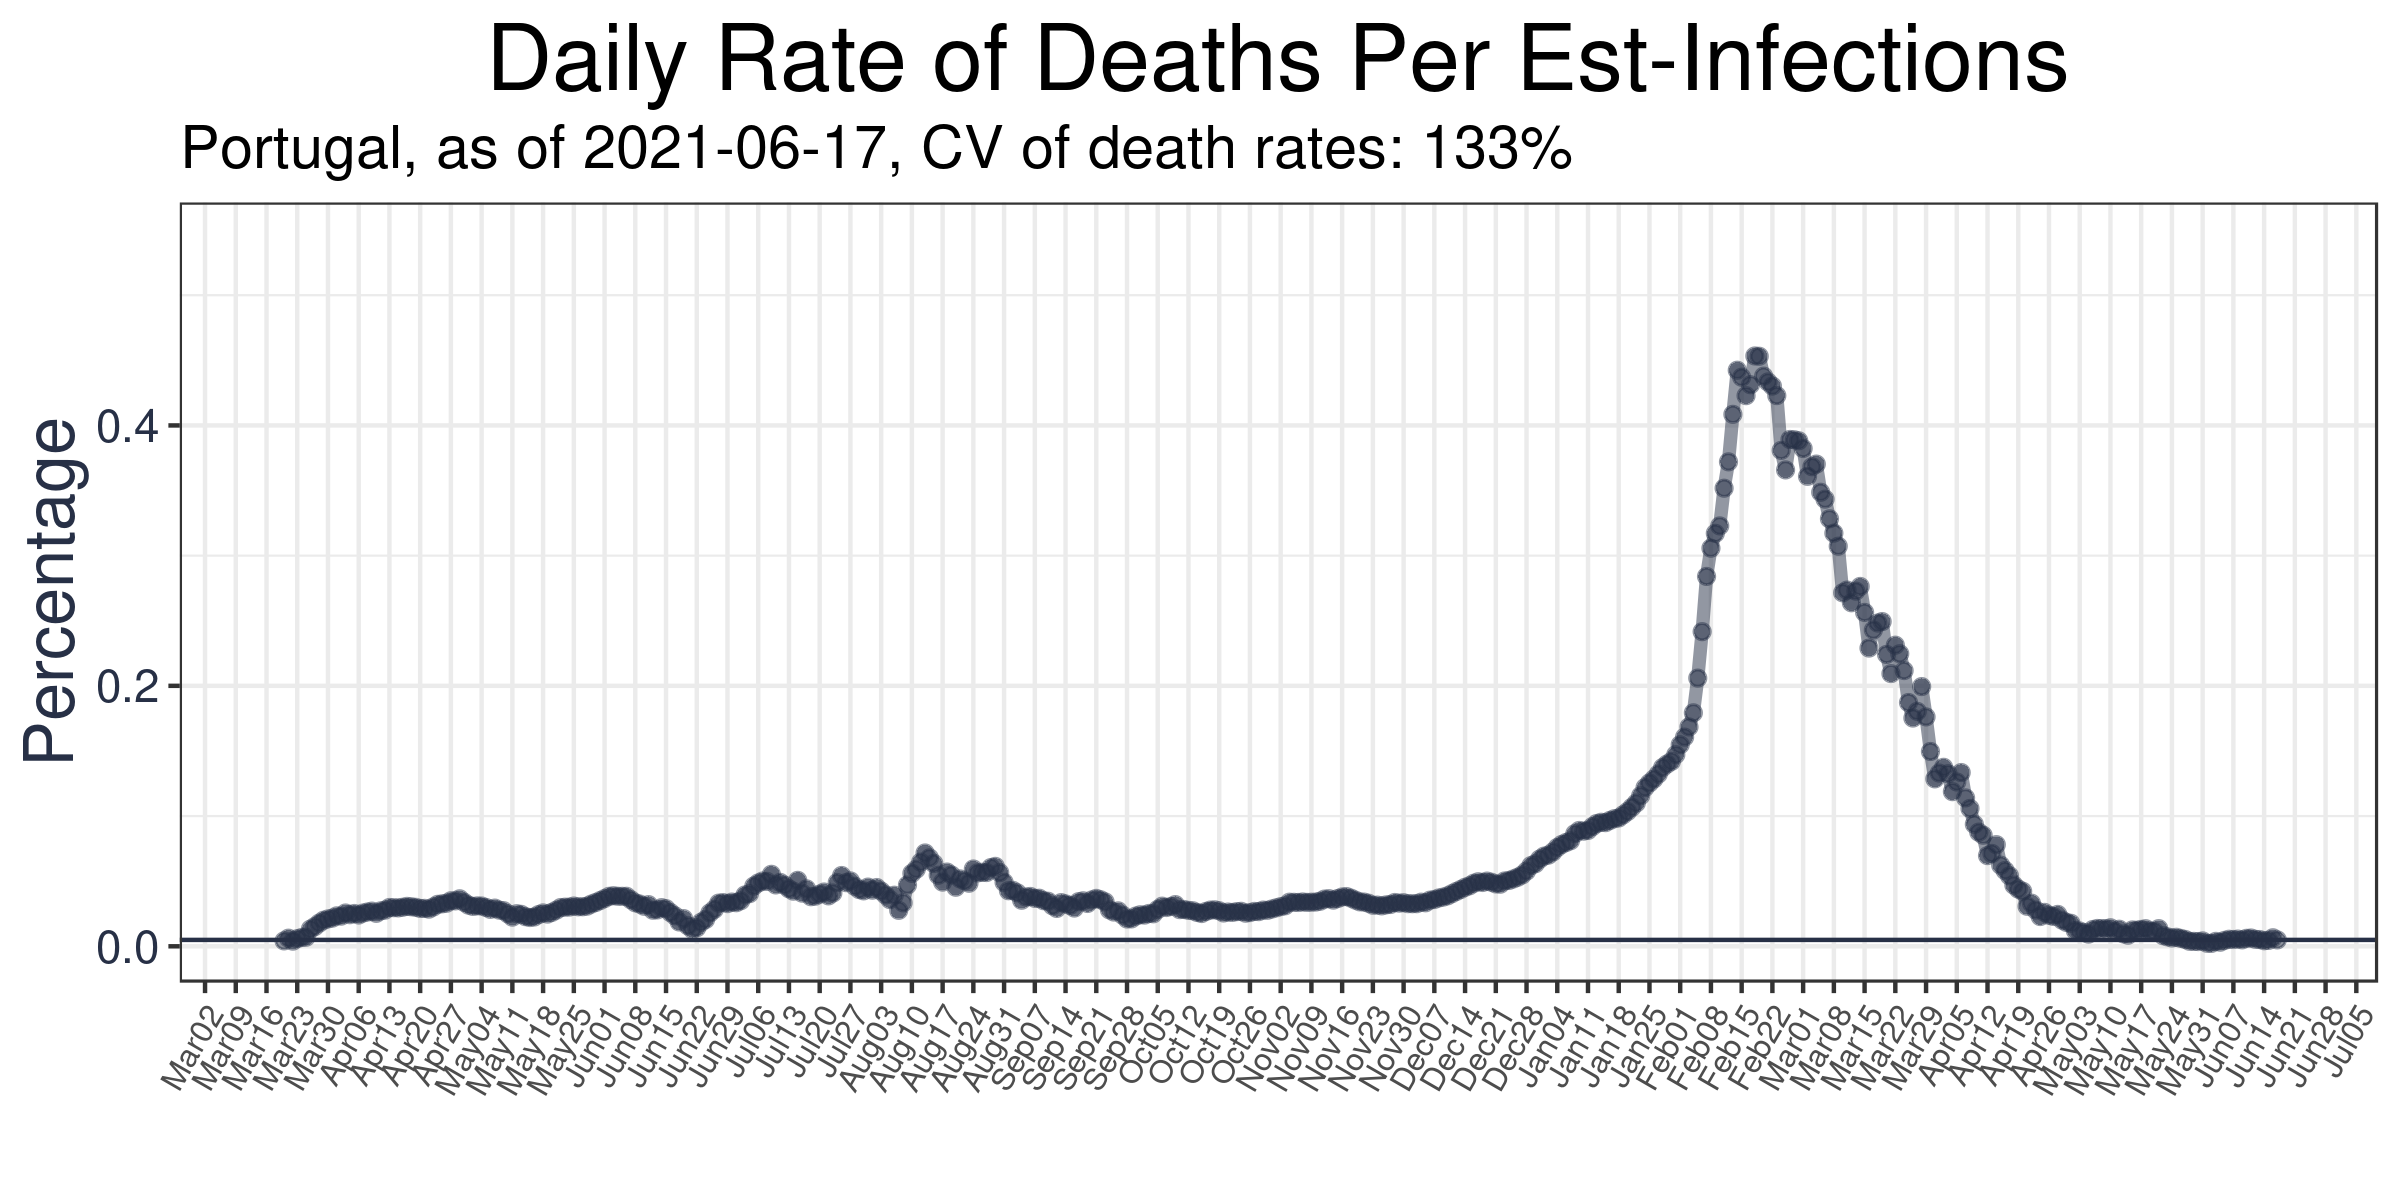 Daily Rate of Deaths Per Est-Infections
Portugal, as of 2021-06-17, CV of death rates: 133%
Percentage
0.4
0.2
0.0
Mar02
Mar09
Mar16
Mar23
Mar30
Apr06
Apr13
Apr20
Apr27
May04
May11
May18
May25
Jun01
Jun08
Jun15
Jun22
Jun29
Jul06
Jul13
Jul20
Jul27
Aug03
Aug10
Aug17
Aug24
Aug31
Sep07
Sep14
Sep21
Sep28
Oct05
Oct12
Oct19
Oct26
Nov02
Nov09
Nov16
Nov23
Nov30
Dec07
Dec14
Dec21
Dec28
Jan04
Jan11
Jan18
Jan25
Feb01
Feb08
Feb15
Feb22
Mar01
Mar08
Mar15
Mar22
Mar29
Apr05
Apr12
Apr19
Apr26
May03
May10
May17
May24
May31
Jun07
Jun14
Jun21
Jun28
Jul05